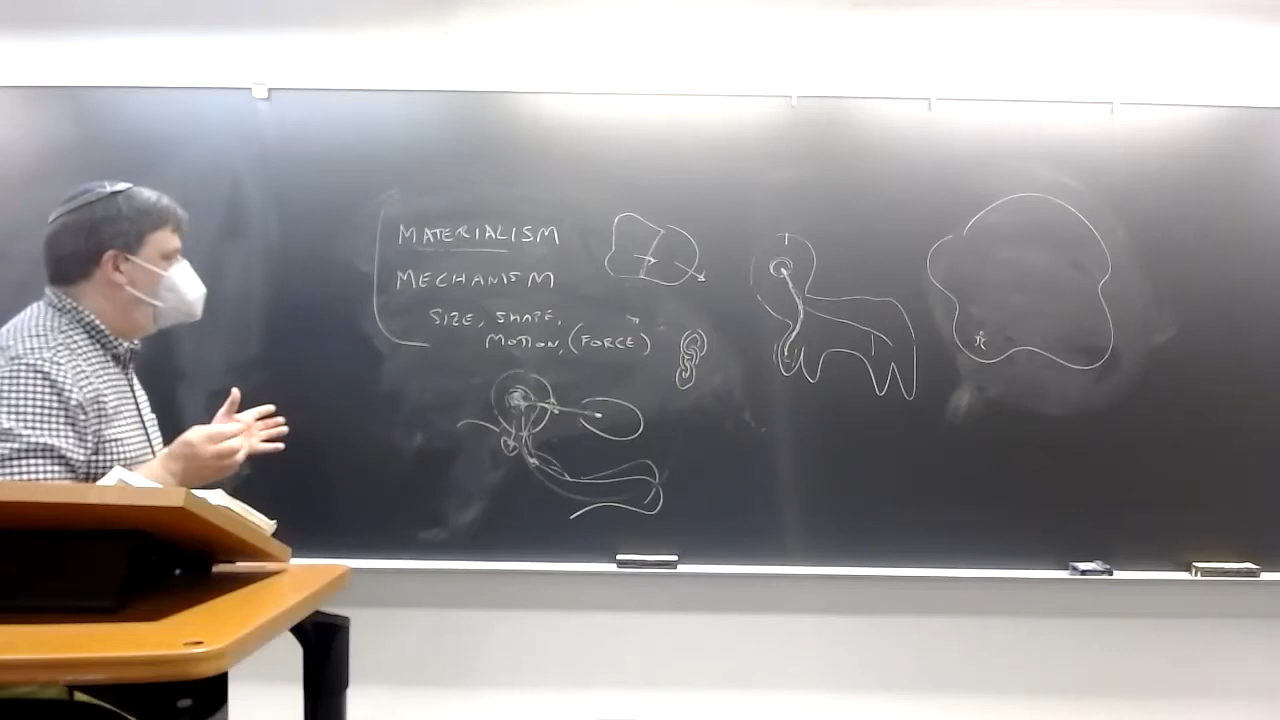 MATERIALISM
MECHANISM
SIZE, SHAPE,
MOTION, (FORCE)